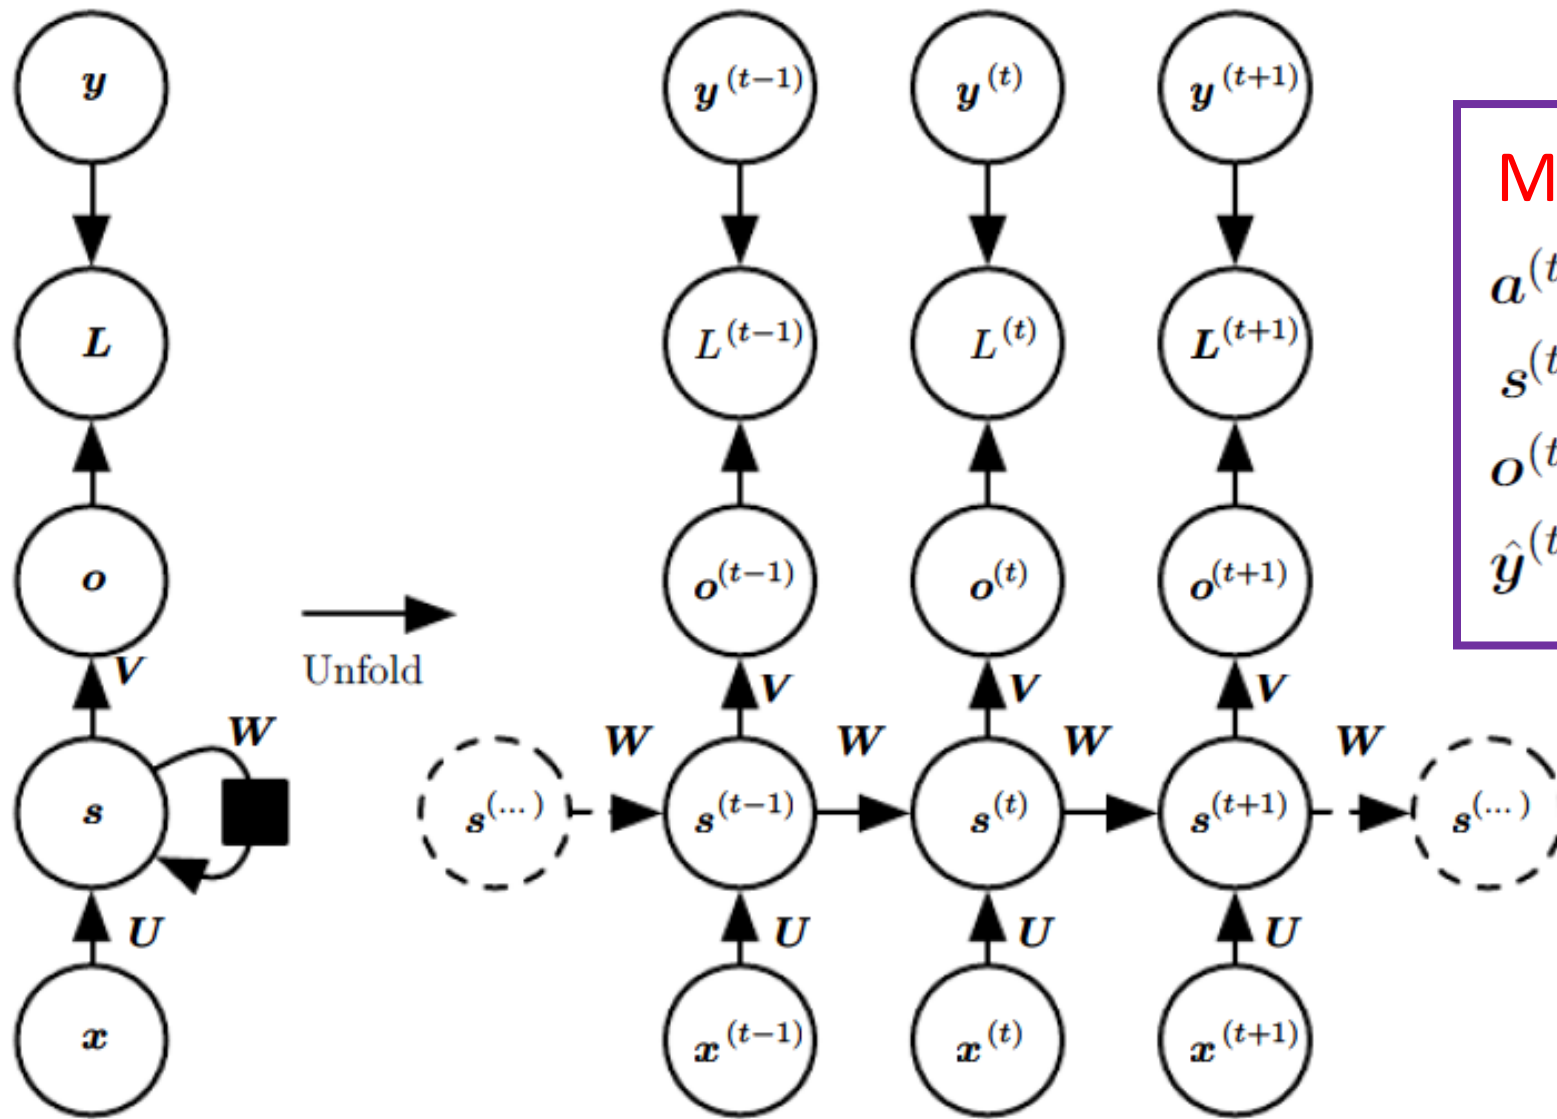 y y^(t−1) y^(t) y^(t+1)
M
L L^(t−1) L^(t) L^(t+1)
a^(t
s^(t
o^(t
ŷ^(t
o o^(t−1) o^(t) o^(t+1)
Unfold
V V V V
W W W W W
s s^(...) s^(t−1) s^(t) s^(t+1) s^(...)
U U U U
x x^(t−1) x^(t) x^(t+1)